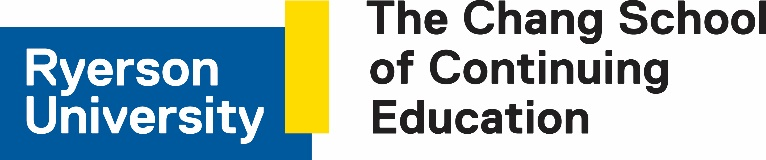 Ryerson
University
The Chang School
of Continuing
Education